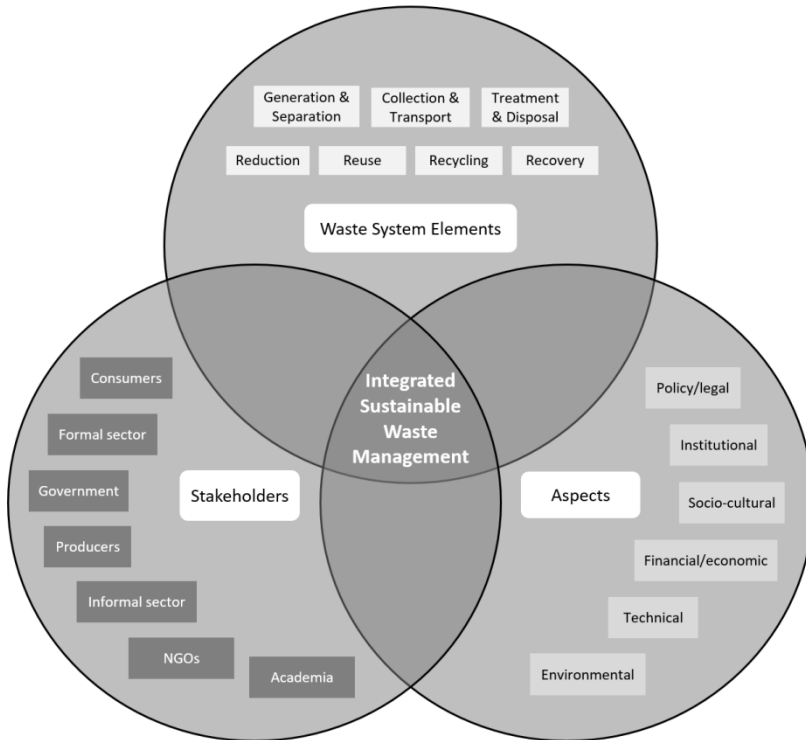 Generation &
Separation
Collection &
Transport
Treatment
& Disposal
Reduction
Reuse
Recycling
Recovery
Waste System Elements
Integrated
Sustainable
Waste
Management
Consumers
Formal sector
Government
Producers
Informal sector
NGOs
Academia
Stakeholders
Aspects
Policy/legal
Institutional
Socio-cultural
Financial/economic
Technical
Environmental